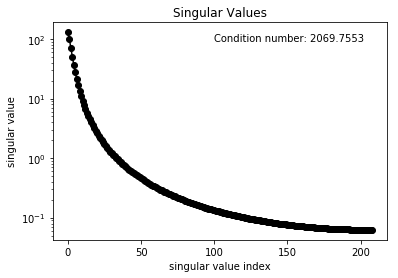 Singular Values
Condition number: 2069.7553
singular value
10²
10¹
10⁰
10⁻¹
0
50
100
150
200
singular value index